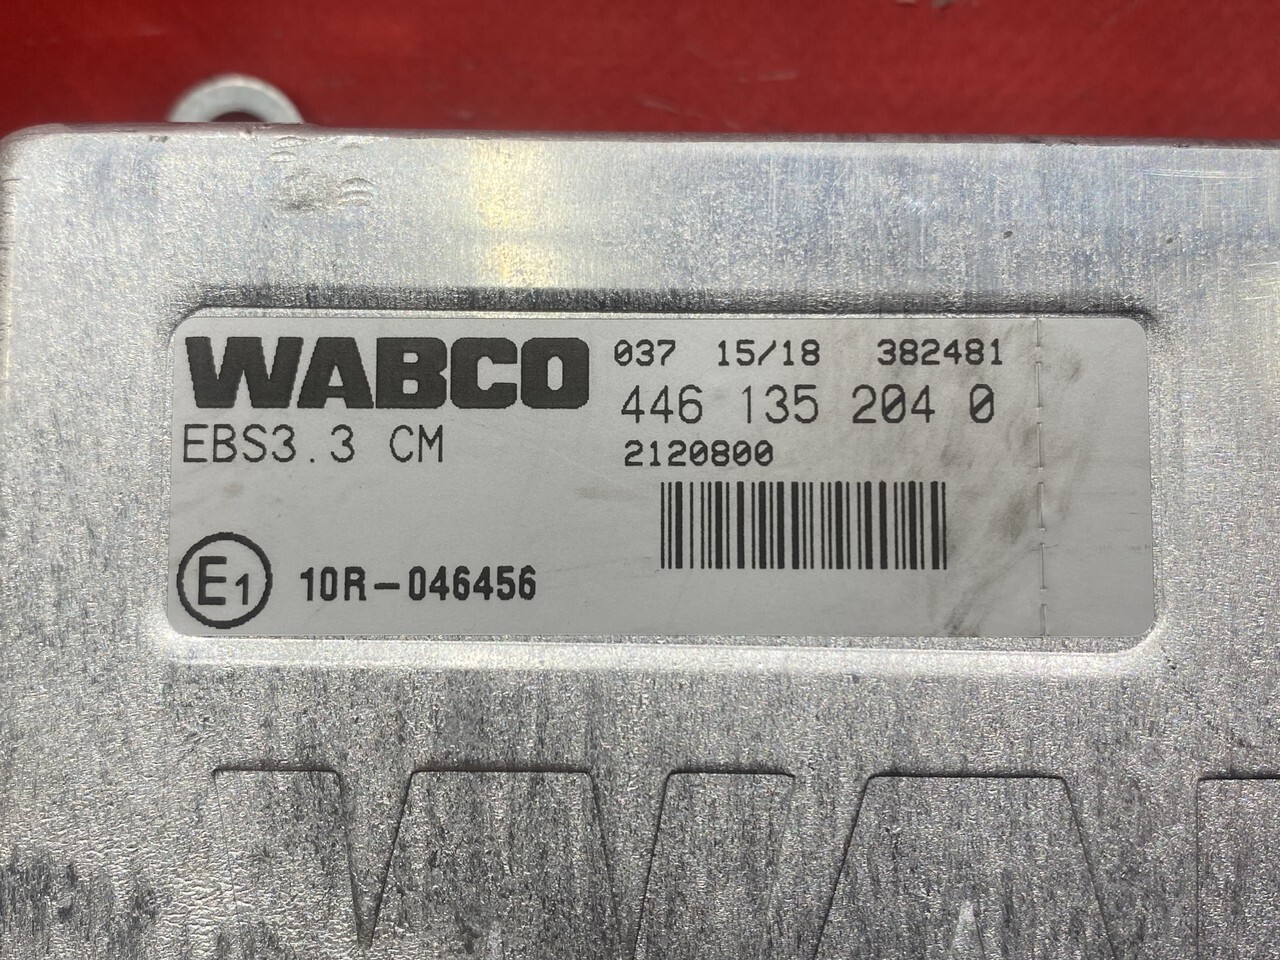 WABCO
037 15/18 382481
446 135 204 0
EBS3.3 CM
2120800
E1 10R-046456